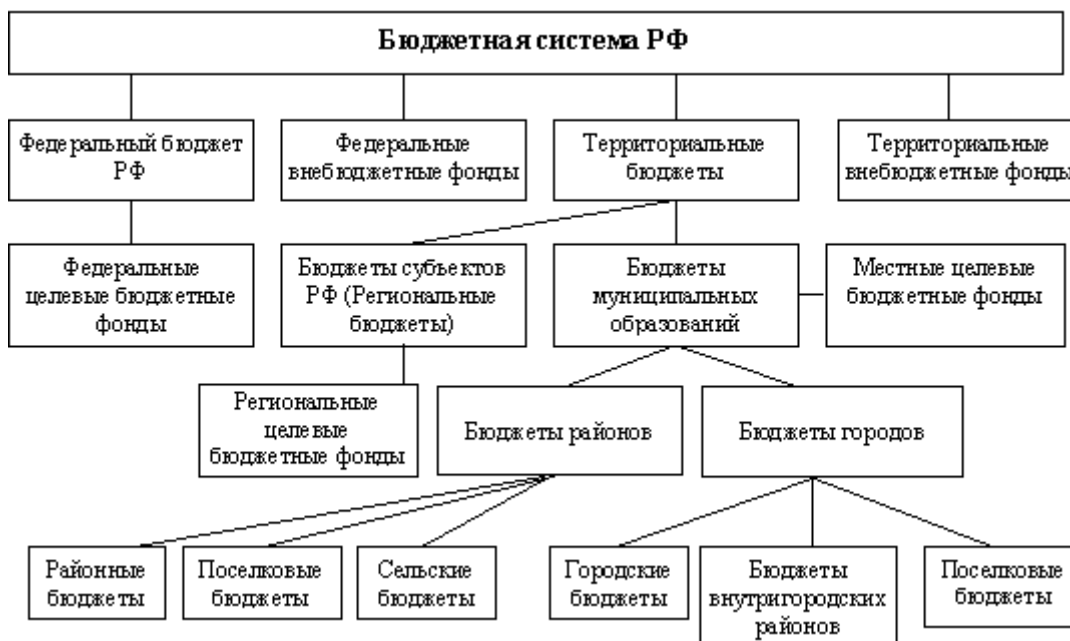 Бюджетная система РФ
Федеральный бюджет
РФ
Федеральные
внебюджетные фонды
Территориальные
бюджеты
Территориальные
внебюджетные фонды
Федеральные
целевые бюджетные
фонды
Бюджеты субъектов
РФ (Региональные
бюджеты)
Бюджеты
муниципальных
образований
Местные целевые
бюджетные фонды
Региональные
целевые
бюджетные фонды
Бюджеты районов
Бюджеты городов
Районные
бюджеты
Поселковые
бюджеты
Сельские
бюджеты
Городские
бюджеты
Бюджеты
внутригородских
районов
Поселковые
бюджеты